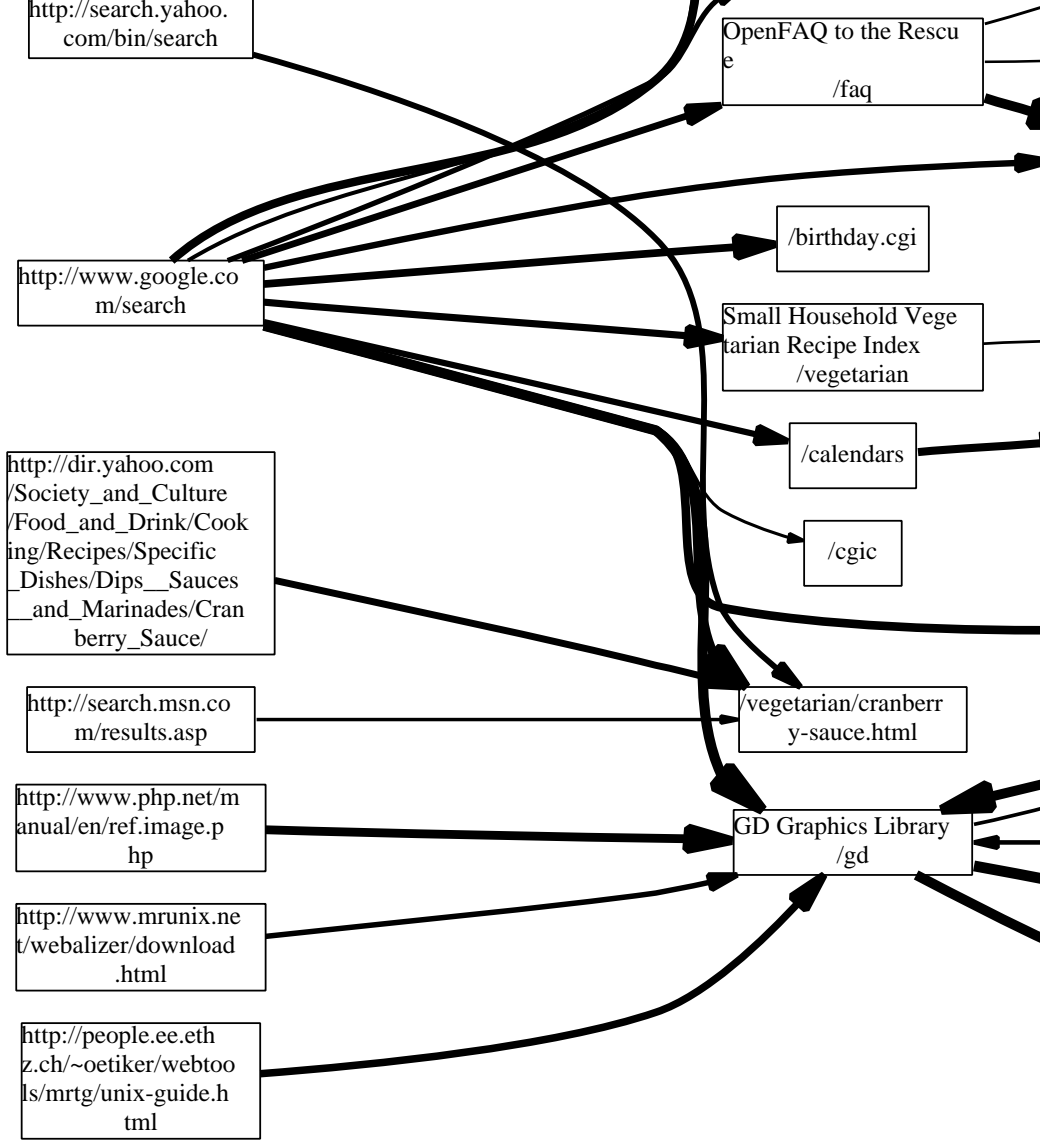 http://search.yahoo.
com/bin/search
OpenFAQ to the Rescu
e
/faq
/birthday.cgi
http://www.google.co
m/search
Small Household Vege
tarian Recipe Index
/vegetarian
/calendars
http://dir.yahoo.com
/Society_and_Culture
/Food_and_Drink/Cook
ing/Recipes/Specific
_Dishes/Dips__Sauces
__and_Marinades/Cran
berry_Sauce/
/cgic
http://search.msn.co
m/results.asp
/vegetarian/cranberr
y-sauce.html
http://www.php.net/m
anual/en/ref.image.p
hp
GD Graphics Library
/gd
http://www.mrunix.ne
t/webalizer/download
.html
http://people.ee.eth
z.ch/~oetiker/webtoo
ls/mrtg/unix-guide.h
tml